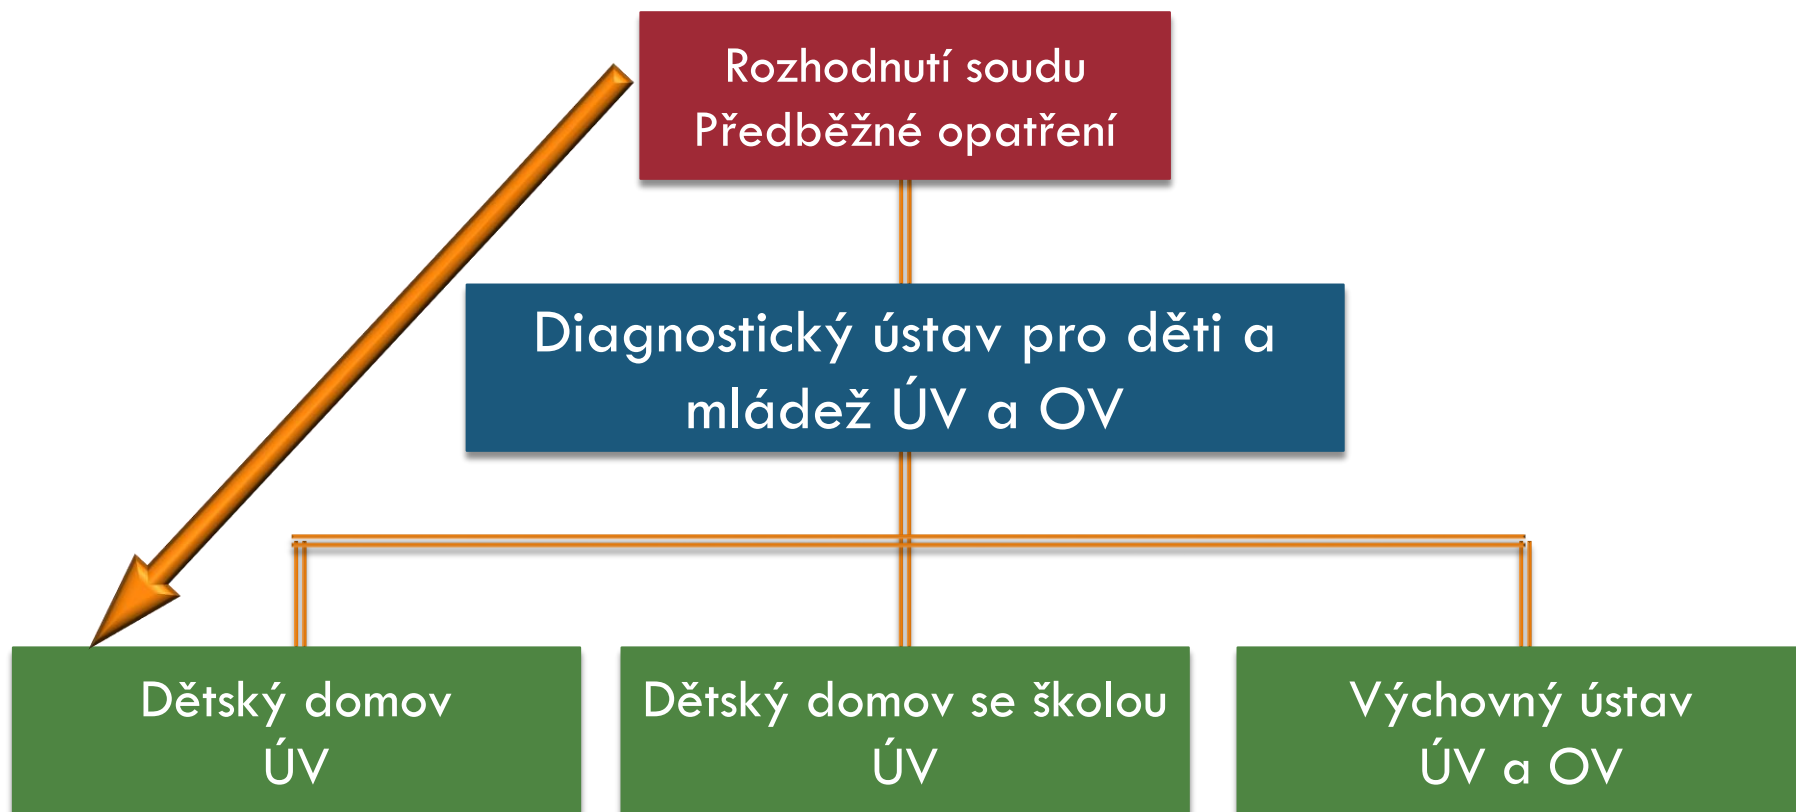 Rozhodnutí soudu
Předběžné opatření
Diagnostický ústav pro děti a
mládež ÚV a OV
Dětský domov
ÚV
Dětský domov se školou
ÚV
Výchovný ústav
ÚV a OV